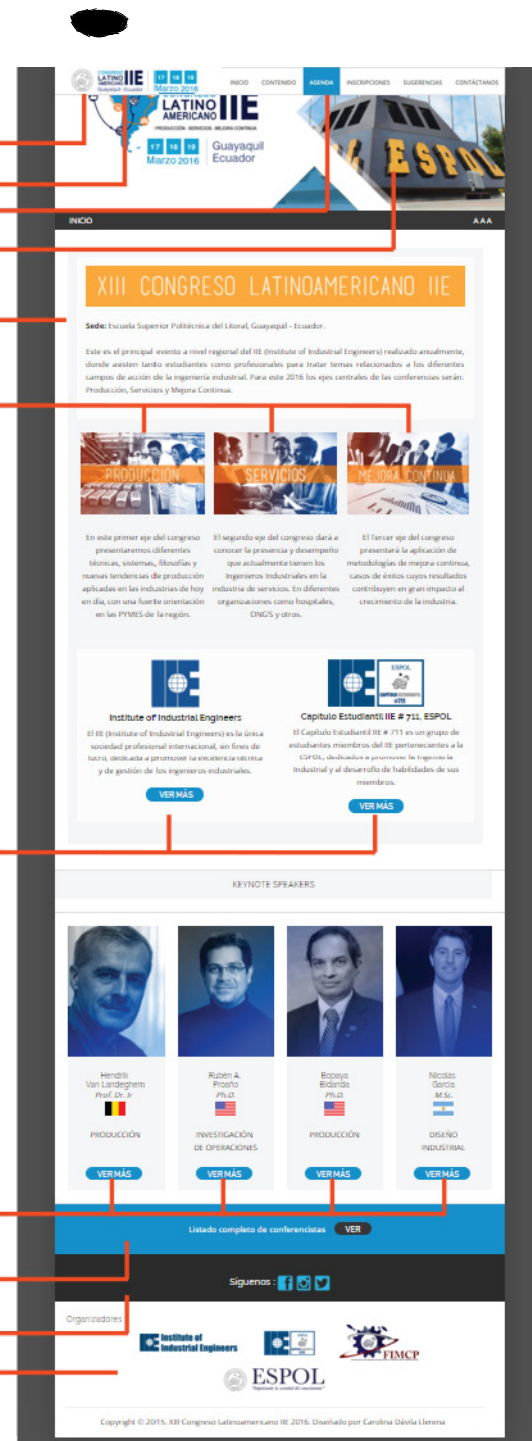 LATINO
AMERICANO
IIE
Guayaquil - Ecuador
17 18 19
Marzo 2016
INICIO CONTENIDO AGENDA INSCRIPCIONES SUGERENCIAS CONTÁCTANOS
LATINO
AMERICANO
IIE
PRODUCCIÓN - SERVICIOS - MEJORA CONTINUA
17 18 19
Marzo 2016
Guayaquil
Ecuador
ESPOL
INICIO A A A
XIII CONGRESO LATINOAMERICANO IIE
Sede: Escuela Superior Politécnica del Litoral, Guayaquil - Ecuador.
Este es el principal evento a nivel regional del IIE (Institute of Industrial Engineers) realizado anualmente,
donde asisten tanto estudiantes como profesionales para tratar temas relacionados a los diferentes
campos de acción de la ingeniería industrial. Para este 2016 los ejes centrales de las conferencias serán:
Producción, Servicios y Mejora Continua.
PRODUCCIÓN
SERVICIOS
MEJORA CONTINUA
En este primer eje del congreso
presentaremos diferentes
técnicas, sistemas, filosofías y
nuevas tendencias de producción
aplicadas en las industrias de hoy
en día, con una fuerte orientación
en las PYMES de la región.
El segundo eje del congreso dará a
conocer la presencia y desempeño
que actualmente tienen los
Ingenieros Industriales en la
industria de servicios. En diferentes
organizaciones como hospitales,
ONG'S y otros.
El Tercer eje del congreso
presentará la aplicación de
metodologías de mejora continua,
casos de éxitos cuyos resultados
contribuyen en gran impacto al
crecimiento de la industria.
IIE
Institute of Industrial Engineers
El IIE (Institute of Industrial Engineers) es la única
sociedad profesional internacional, sin fines de
lucro, dedicada a promover la excelencia técnica
y de gestión de los ingenieros industriales.
VER MÁS
IIE
ESPOL
CAPÍTULO ESTUDIANTIL
#711
Capítulo Estudiantil IIE # 711, ESPOL
El Capítulo Estudiantil IIE # 711 es un grupo de
estudiantes miembros del IIE pertenecientes a la
ESPOL, dedicados a promover la Ingeniería
Industrial y al desarrollo de habilidades de sus
miembros.
VER MÁS
KEYNOTE SPEAKERS
Hendrik
Van Landeghem
Prof. Dr. Ir
PRODUCCIÓN
VER MÁS
Rubén A.
Proaño
Ph.D.
INVESTIGACIÓN
DE OPERACIONES
VER MÁS
Bopaya
Bidanda
Ph.D.
PRODUCCIÓN
VER MÁS
Nicolás
García
M.Sc.
DISEÑO
INDUSTRIAL
VER MÁS
Listado completo de conferencistas VER
Síguenos :
Organizadores
IIE Institute of
Industrial Engineers
IIE
FIMCP
ESPOL
"Impulsando la sociedad del conocimiento"
Copyright © 2015. XIII Congreso Latinoamericano IIE 2016. Diseñado por Carolina Dávila Llerena